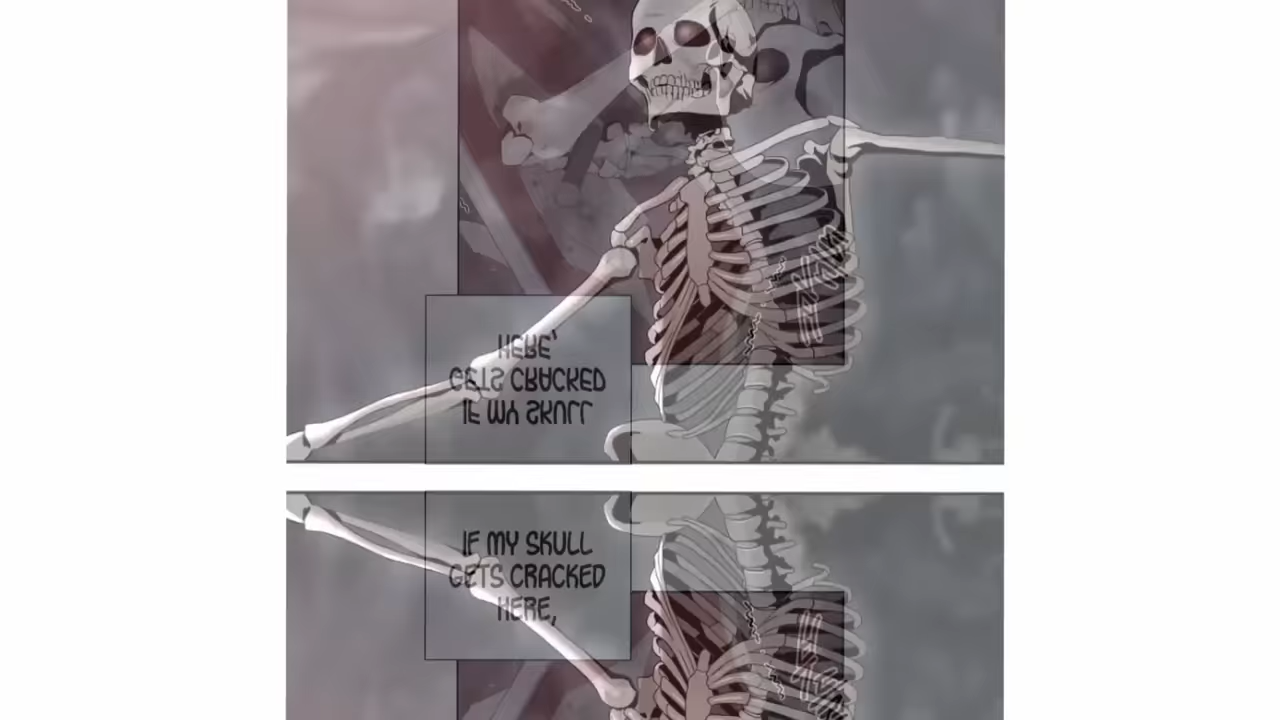 HERE,
GETS CRACKED
IF MY SKULL
IF MY SKULL
GETS CRACKED
HERE,